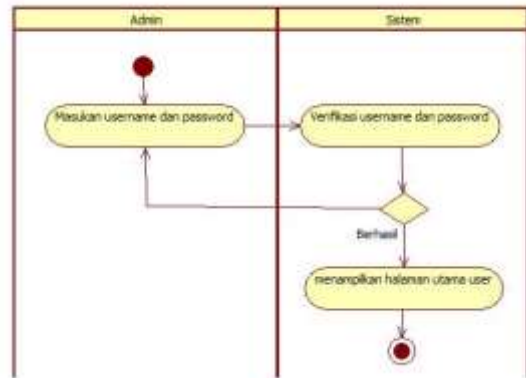 Admin
Sistem
Masukan username dan password
Verifikasi username dan password
Berhasil
menampilkan halaman utama user